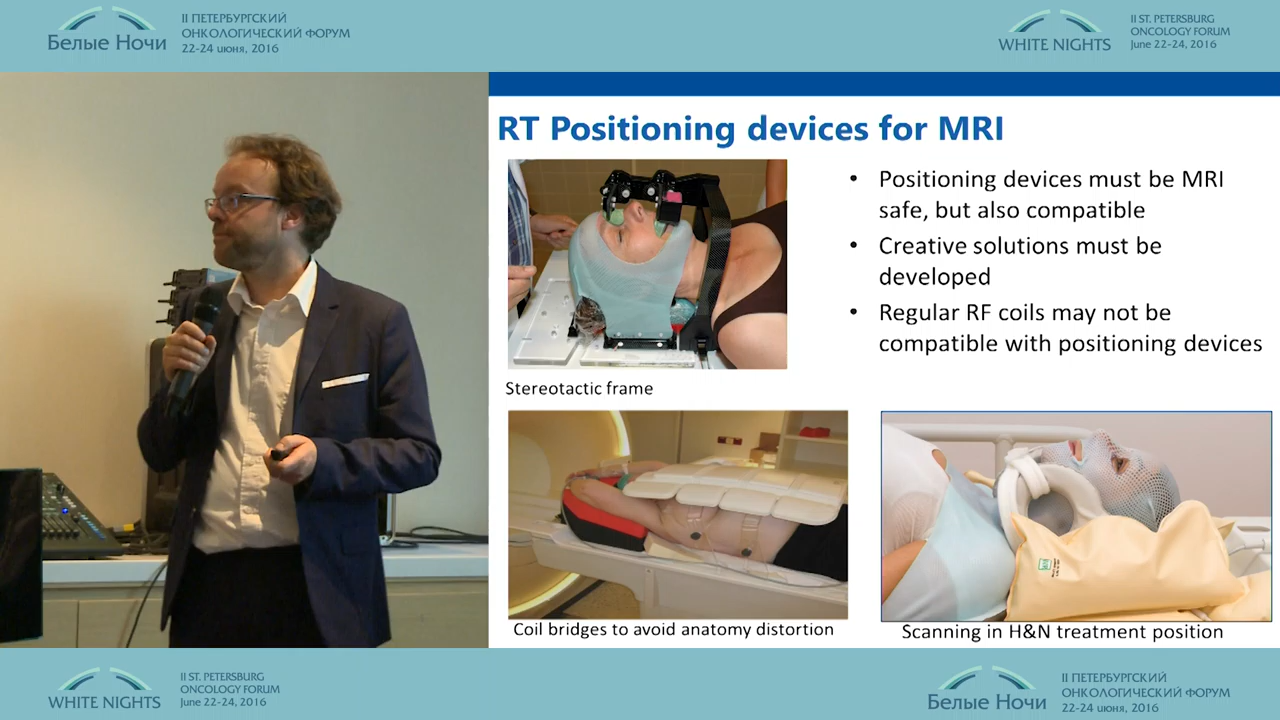 II ПЕТЕРБУРГСКИЙ
ОНКОЛОГИЧЕСКИЙ ФОРУМ
Белые Ночи
22-24 июня, 2016
II ST. PETERSBURG
ONCOLOGY FORUM
WHITE NIGHTS
June 22-24, 2016
RT Positioning devices for MRI
• Positioning devices must be MRI
safe, but also compatible
• Creative solutions must be
developed
• Regular RF coils may not be
compatible with positioning devices
Stereotactic frame
Coil bridges to avoid anatomy distortion
Scanning in H&N treatment position
II ST. PETERSBURG
ONCOLOGY FORUM
WHITE NIGHTS
June 22-24, 2016
II ПЕТЕРБУРГСКИЙ
ОНКОЛОГИЧЕСКИЙ ФОРУМ
Белые Ночи
22-24 июня, 2016